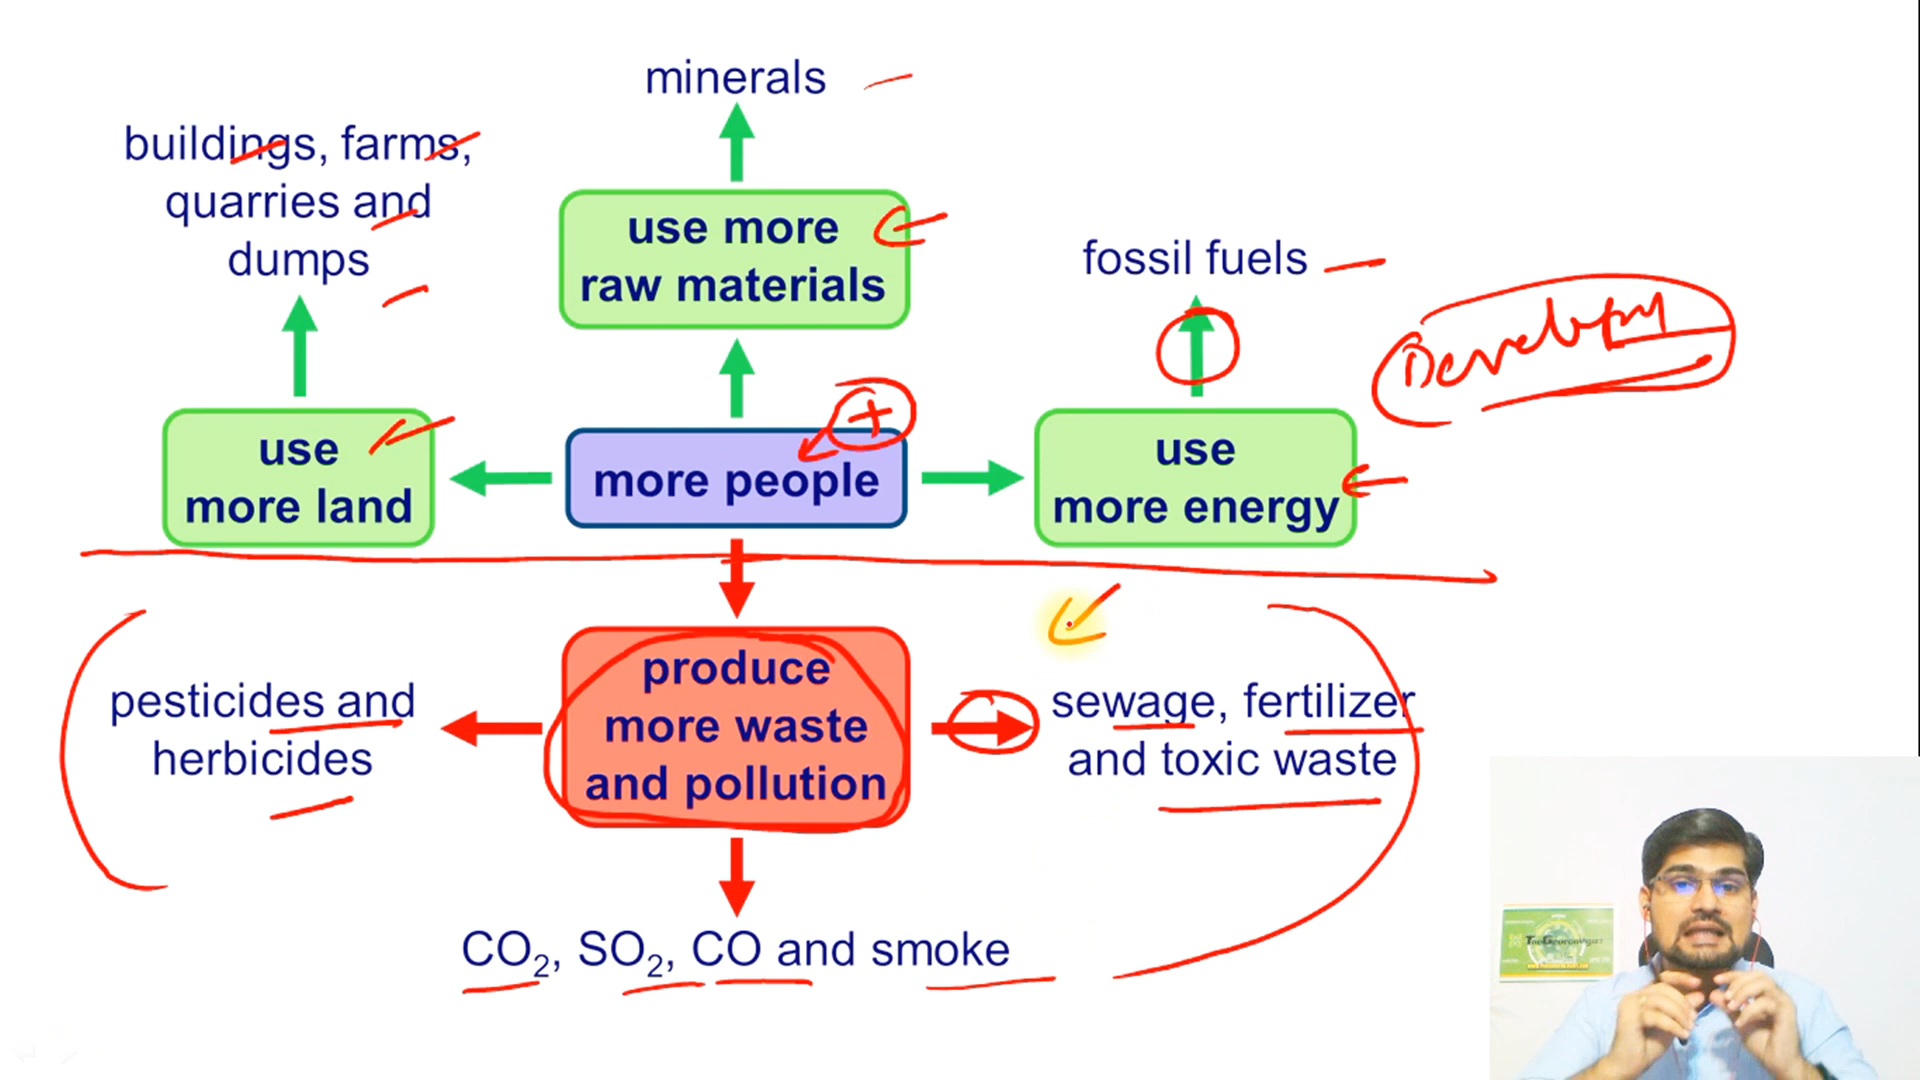 minerals
buildings, farms,
quarries and
dumps
use more
raw materials
fossil fuels
+
use
more land
more people
use
more energy
produce
more waste
and pollution
pesticides and
herbicides
sewage, fertilizer
and toxic waste
CO₂, SO₂, CO and smoke